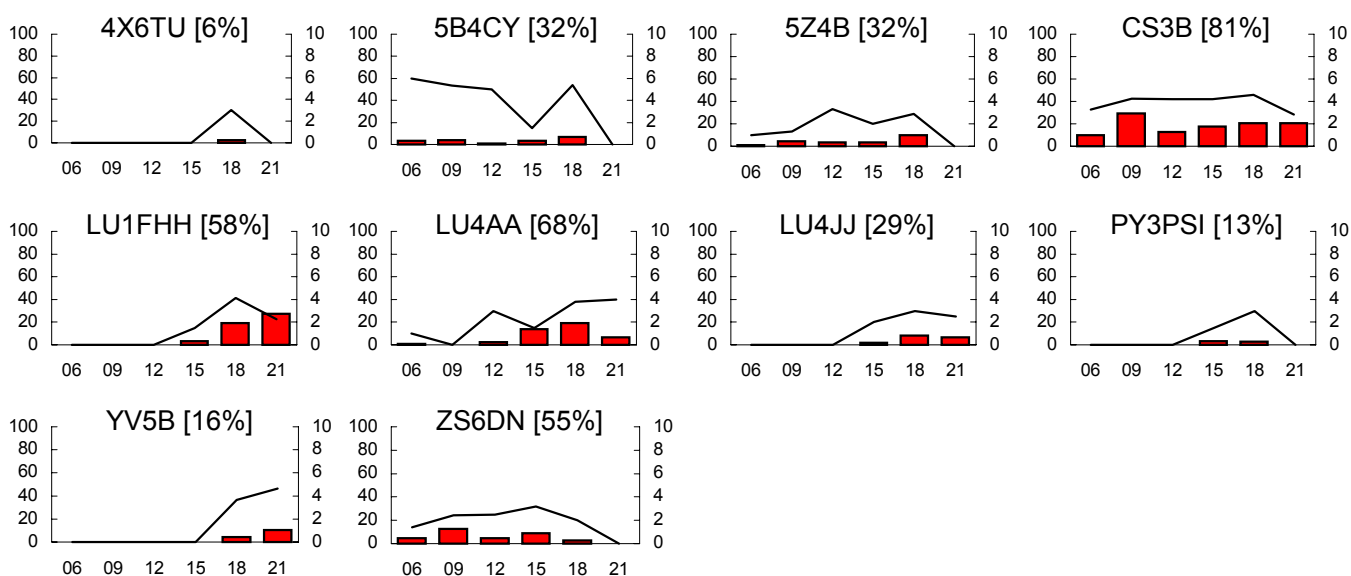 4X6TU [6%]
100 80 60 40 20 0
10 8 6 4 2 0
06 09 12 15 18 21
5B4CY [32%]
100 80 60 40 20 0
10 8 6 4 2 0
06 09 12 15 18 21
5Z4B [32%]
100 80 60 40 20 0
10 8 6 4 2 0
06 09 12 15 18 21
CS3B [81%]
100 80 60 40 20 0
10 8 6 4 2 0
06 09 12 15 18 21
LU1FHH [58%]
100 80 60 40 20 0
10 8 6 4 2 0
06 09 12 15 18 21
LU4AA [68%]
100 80 60 40 20 0
10 8 6 4 2 0
06 09 12 15 18 21
LU4JJ [29%]
100 80 60 40 20 0
10 8 6 4 2 0
06 09 12 15 18 21
PY3PSI [13%]
100 80 60 40 20 0
10 8 6 4 2 0
06 09 12 15 18 21
YV5B [16%]
100 80 60 40 20 0
10 8 6 4 2 0
06 09 12 15 18 21
ZS6DN [55%]
100 80 60 40 20 0
10 8 6 4 2 0
06 09 12 15 18 21